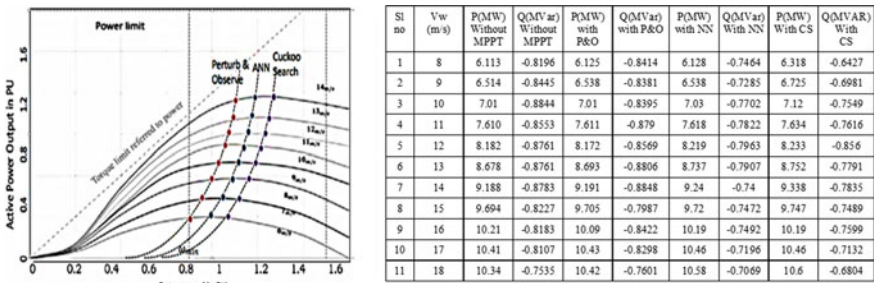 Power limit
Perturb & Observe
ANN
Cuckoo Search
Torque limit referred to power
Active Power Output in PU
14m/s
13m/s
12m/s
11m/s
10m/s
9m/s
8m/s
7m/s
6m/s
1.6
1.2
0.8
0.4
0
0 0.2 0.4 0.6 0.8 1 1.2 1.4 1.6
Sl no | Vw (m/s) | P(MW) Without MPPT | Q(MVar) Without MPPT | P(MW) with P&O | Q(MVar) with P&O | P(MW) with NN | Q(MVar) With NN | P(MW) With CS | Q(MVAR) With CS
1 8 6.113 -0.8196 6.125 -0.8414 6.128 -0.7464 6.318 -0.6427
2 9 6.514 -0.8445 6.538 -0.8381 6.538 -0.7285 6.725 -0.6981
3 10 7.01 -0.8844 7.01 -0.8395 7.03 -0.7702 7.12 -0.7549
4 11 7.610 -0.8553 7.611 -0.879 7.618 -0.7822 7.634 -0.7616
5 12 8.182 -0.8761 8.172 -0.8569 8.219 -0.7963 8.233 -0.856
6 13 8.678 -0.8761 8.693 -0.8806 8.737 -0.7907 8.752 -0.7791
7 14 9.188 -0.8783 9.191 -0.8848 9.24 -0.74 9.338 -0.7835
8 15 9.694 -0.8227 9.705 -0.7987 9.72 -0.7472 9.747 -0.7489
9 16 10.21 -0.8183 10.09 -0.8422 10.19 -0.7492 10.19 -0.7599
10 17 10.41 -0.8107 10.43 -0.8298 10.46 -0.7196 10.46 -0.7132
11 18 10.34 -0.7535 10.42 -0.7601 10.58 -0.7069 10.6 -0.6804